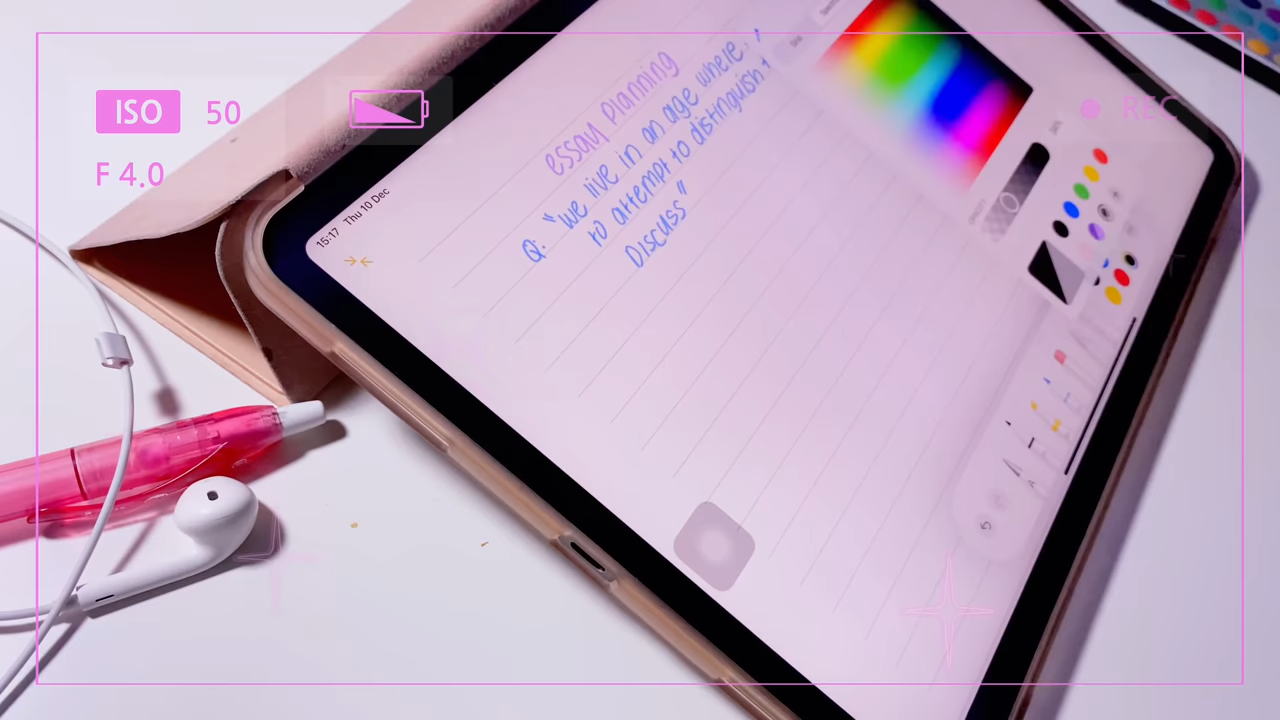 ISO 50
REC
F 4.0
15:17 Thu 10 Dec
essay planning
Q. "we live in an age where
to attempt to distinguish
Discuss"